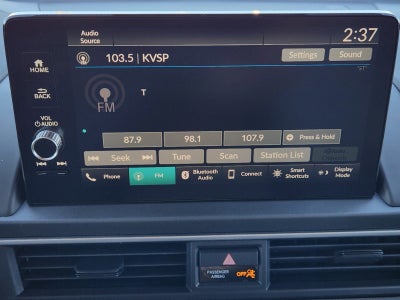 Audio
Source
2:37
103.5 | KVSP
Settings
Sound
HOME
BACK
VOL
AUDIO
FM
T
87.9
98.1
107.9
Press & Hold
Seek
Tune
Scan
Station List
Phone
FM
Bluetooth
Audio
Connect
Smart
Shortcuts
Display
Mode
PASSENGER
AIRBAG
OFF